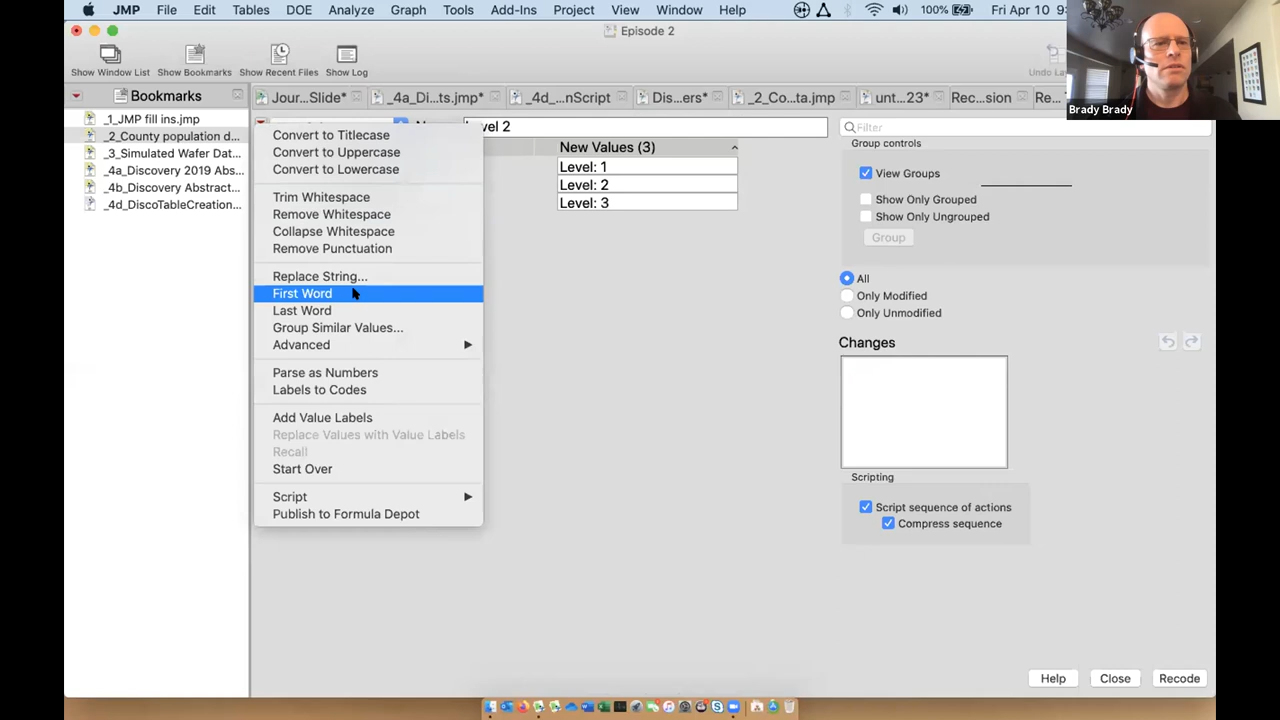 JMP File Edit Tables DOE Analyze Graph Tools Add-Ins Project View Window Help 100% Fri Apr 10
Episode 2
Show Window List Show Bookmarks Show Recent Files Show Log
Brady Brady
Bookmarks
Jour...Slide* _4a_Di...ts.jmp* _4d_...nScript Dis...ers* _2_Co...ta.jmp unt...23* Rec...sion Re...
_1_JMP fill ins.jmp
_2_County population d...
_3_Simulated Wafer Dat...
_4a_Discovery 2019 Abs...
_4b_Discovery Abstract...
_4d_DiscoTableCreation...
Convert to Titlecase
Convert to Uppercase
Convert to Lowercase
Trim Whitespace
Remove Whitespace
Collapse Whitespace
Remove Punctuation
Replace String...
First Word
Last Word
Group Similar Values...
Advanced
Parse as Numbers
Labels to Codes
Add Value Labels
Replace Values with Value Labels
Recall
Start Over
Script
Publish to Formula Depot
New Values (3)
Level: 1
Level: 2
Level: 3
Filter
Group controls
View Groups
Show Only Grouped
Show Only Ungrouped
Group
All
Only Modified
Only Unmodified
Changes
Scripting
Script sequence of actions
Compress sequence
Help Close Recode